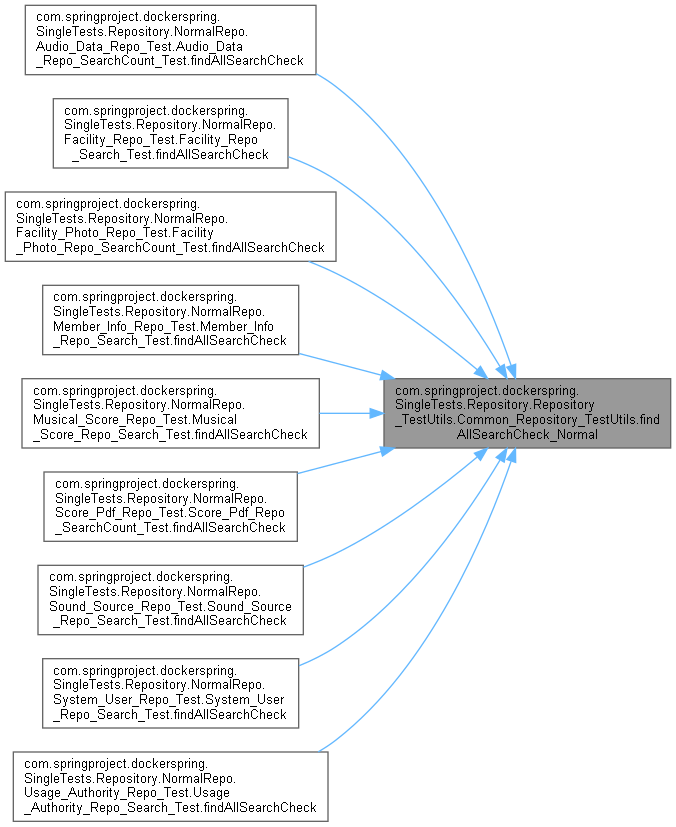 com.springproject.dockerspring.
SingleTests.Repository.NormalRepo.
Audio_Data_Repo_Test.Audio_Data
_Repo_SearchCount_Test.findAllSearchCheck
com.springproject.dockerspring.
SingleTests.Repository.NormalRepo.
Facility_Repo_Test.Facility_Repo
_Search_Test.findAllSearchCheck
com.springproject.dockerspring.
SingleTests.Repository.NormalRepo.
Facility_Photo_Repo_Test.Facility
_Photo_Repo_SearchCount_Test.findAllSearchCheck
com.springproject.dockerspring.
SingleTests.Repository.NormalRepo.
Member_Info_Repo_Test.Member_Info
_Repo_Search_Test.findAllSearchCheck
com.springproject.dockerspring.
SingleTests.Repository.NormalRepo.
Musical_Score_Repo_Test.Musical
_Score_Repo_Search_Test.findAllSearchCheck
com.springproject.dockerspring.
SingleTests.Repository.Repository
_TestUtils.Common_Repository_TestUtils.find
AllSearchCheck_Normal
com.springproject.dockerspring.
SingleTests.Repository.NormalRepo.
Score_Pdf_Repo_Test.Score_Pdf_Repo
_SearchCount_Test.findAllSearchCheck
com.springproject.dockerspring.
SingleTests.Repository.NormalRepo.
Sound_Source_Repo_Test.Sound_Source
_Repo_Search_Test.findAllSearchCheck
com.springproject.dockerspring.
SingleTests.Repository.NormalRepo.
System_User_Repo_Test.System_User
_Repo_Search_Test.findAllSearchCheck
com.springproject.dockerspring.
SingleTests.Repository.NormalRepo.
Usage_Authority_Repo_Test.Usage
_Authority_Repo_Search_Test.findAllSearchCheck